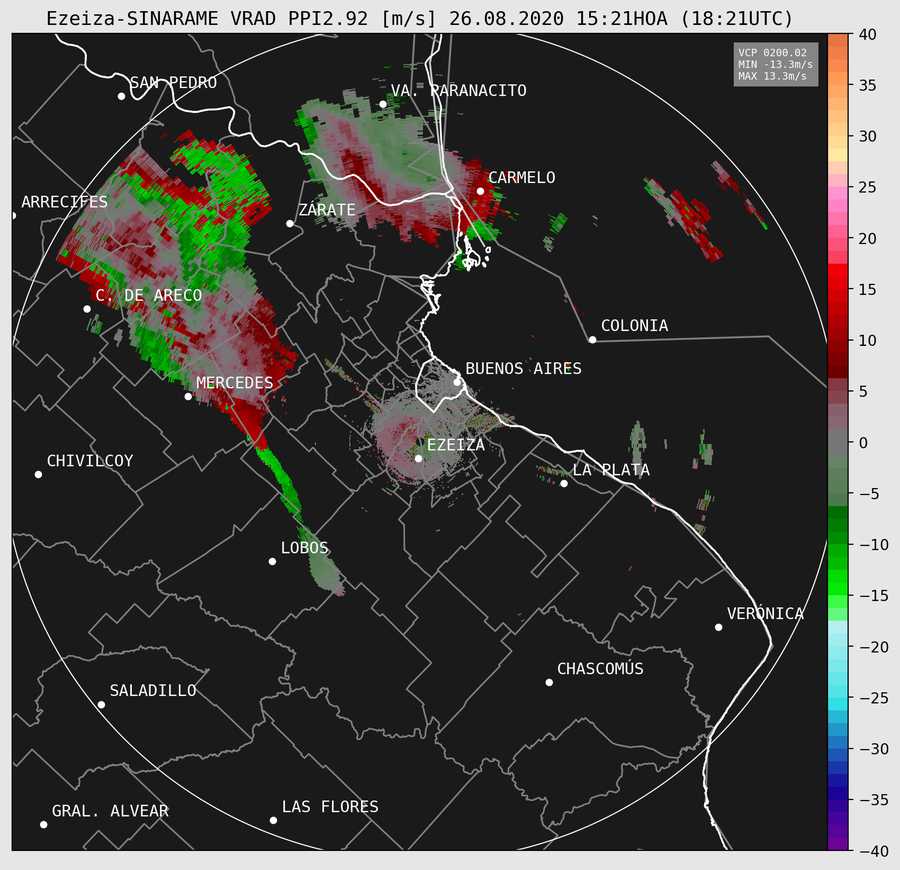 Ezeiza-SINARAME VRAD PPI2.92 [m/s] 26.08.2020 15:21HOA (18:21UTC)
VCP 0200.02
MIN -13.3m/s
MAX 13.3m/s
SAN PEDRO
VA. PARANACITO
CARMELO
ARRECIFES
ZÁRATE
C. DE ARECO
COLONIA
BUENOS AIRES
MERCEDES
EZEIZA
CHIVILCOY
LA PLATA
LOBOS
VERÓNICA
CHASCOMÚS
SALADILLO
LAS FLORES
GRAL. ALVEAR
40
35
30
25
20
15
10
5
0
−5
−10
−15
−20
−25
−30
−35
−40